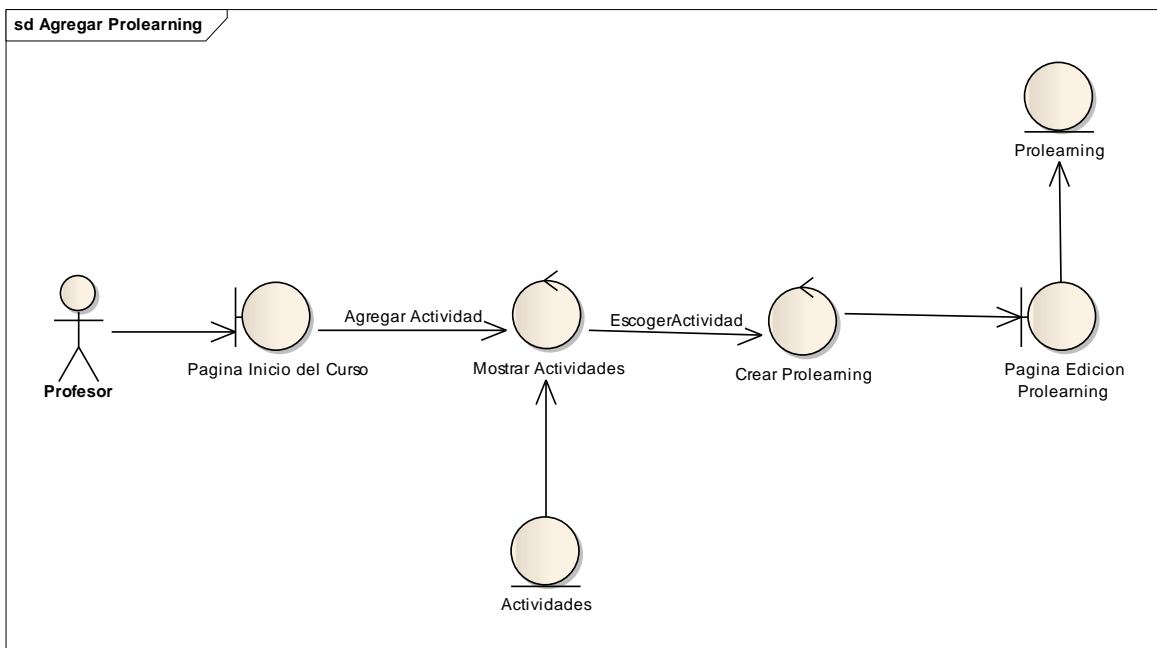 sd Agregar Prolearning
Prolearning
Agregar Actividad
EscogerActividad
Profesor
Pagina Inicio del Curso
Mostrar Actividades
Crear Prolearning
Pagina Edicion
Prolearning
Actividades